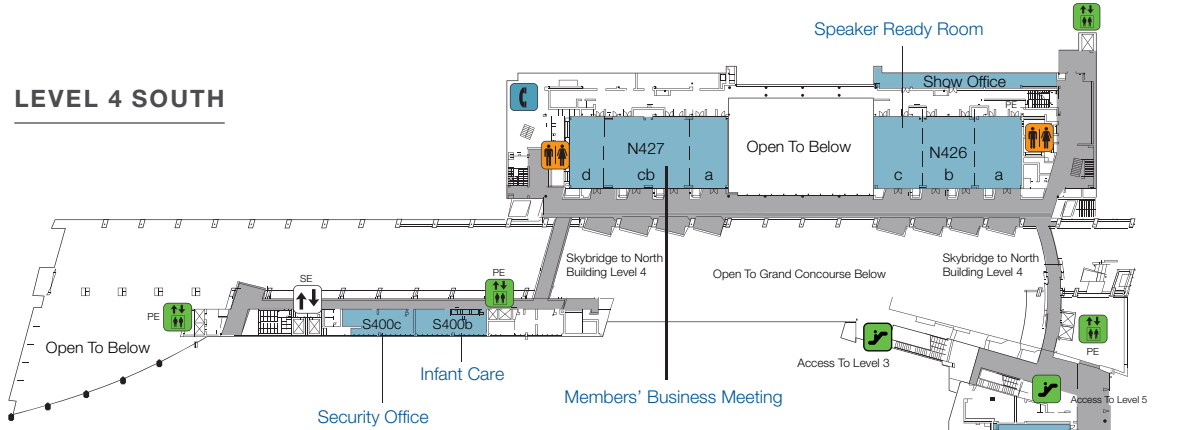 Speaker Ready Room
LEVEL 4 SOUTH
Show Office
PE
N427
Open To Below
N426
d
cb
a
c
b
a
Skybridge to North
Building Level 4
Skybridge to North
Building Level 4
Open To Grand Concourse Below
SE
PE
PE
S400c
S400b
Open To Below
PE
Access To Level 3
Infant Care
Members' Business Meeting
Access To Level 5
Security Office